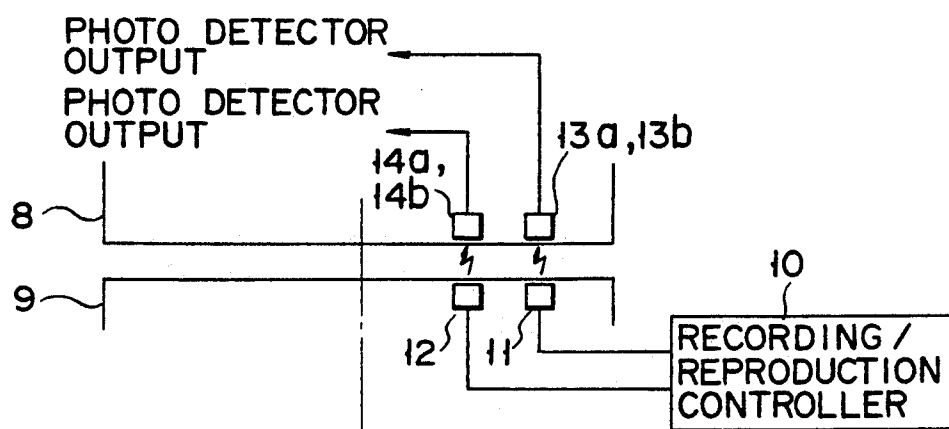 PHOTO DETECTOR
OUTPUT
PHOTO DETECTOR
OUTPUT
13a,13b
14a,
14b
8
9
10
12
11
RECORDING/
REPRODUCTION
CONTROLLER